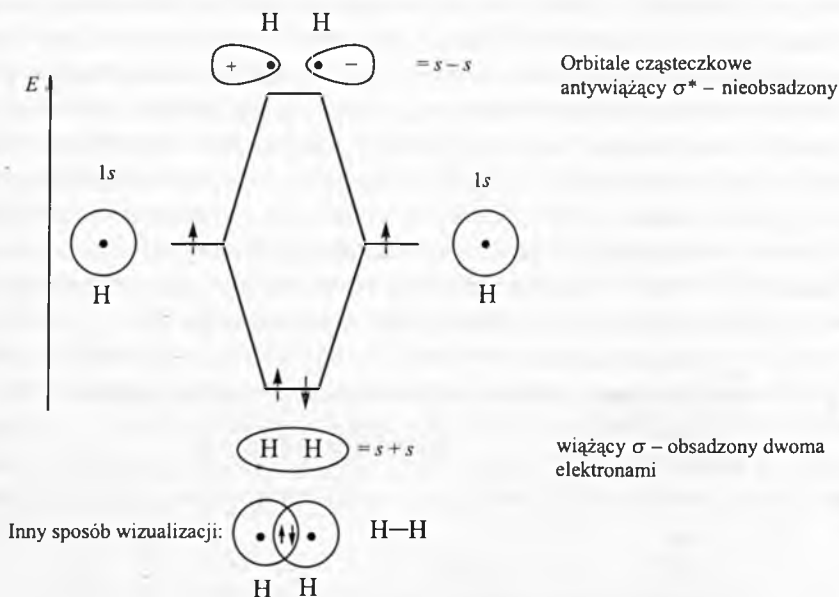 H H
+ − = s − s
Orbitale cząsteczkowe
antywiążący σ* – nieobsadzony
E
1s
1s
H
H
H H = s + s
wiążący σ – obsadzony dwoma
elektronami
Inny sposób wizualizacji:
H—H
H H